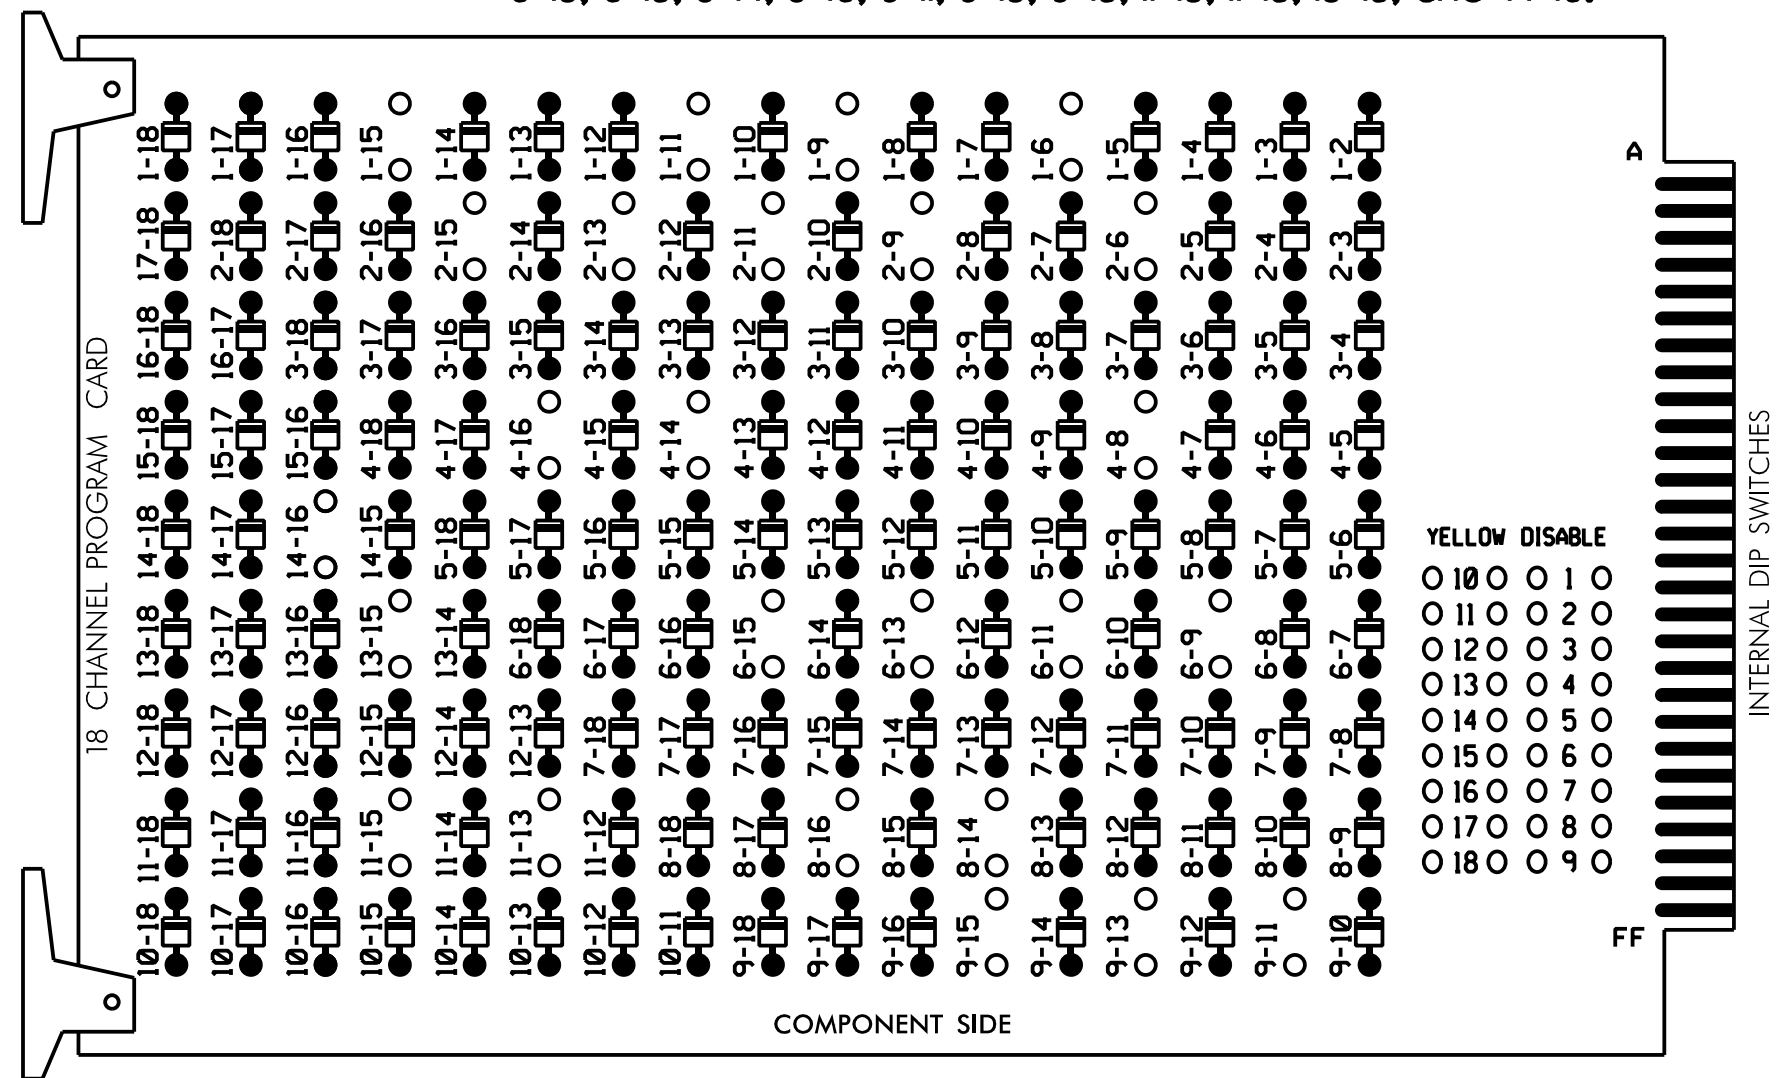 1-18 1-17 1-16 1-15 1-14 1-13 1-12 1-11 1-10 1-9 1-8 1-7 1-6 1-5 1-4 1-3 1-2
17-18 2-18 2-17 2-16 2-15 2-14 2-13 2-12 2-11 2-10 2-9 2-8 2-7 2-6 2-5 2-4 2-3
16-18 16-17 3-18 3-17 3-16 3-15 3-14 3-13 3-12 3-11 3-10 3-9 3-8 3-7 3-6 3-5 3-4
15-18 15-17 15-16 4-18 4-17 4-16 4-15 4-14 4-13 4-12 4-11 4-10 4-9 4-8 4-7 4-6 4-5
14-18 14-17 14-16 14-15 5-18 5-17 5-16 5-15 5-14 5-13 5-12 5-11 5-10 5-9 5-8 5-7 5-6
13-18 13-17 13-16 13-15 13-14 6-18 6-17 6-16 6-15 6-14 6-13 6-12 6-11 6-10 6-9 6-8 6-7
12-18 12-17 12-16 12-15 12-14 12-13 7-18 7-17 7-16 7-15 7-14 7-13 7-12 7-11 7-10 7-9 7-8
11-18 11-17 11-16 11-15 11-14 11-13 11-12 8-18 8-17 8-16 8-15 8-14 8-13 8-12 8-11 8-10 8-9
10-18 10-17 10-16 10-15 10-14 10-13 10-12 10-11 9-18 9-17 9-16 9-15 9-14 9-13 9-12 9-11 9-10
18 CHANNEL PROGRAM CARD
COMPONENT SIDE
A
YELLOW DISABLE
10 1
11 2
12 3
13 4
14 5
15 6
16 7
17 8
18 9
FF
INTERNAL DIP SWITCHES